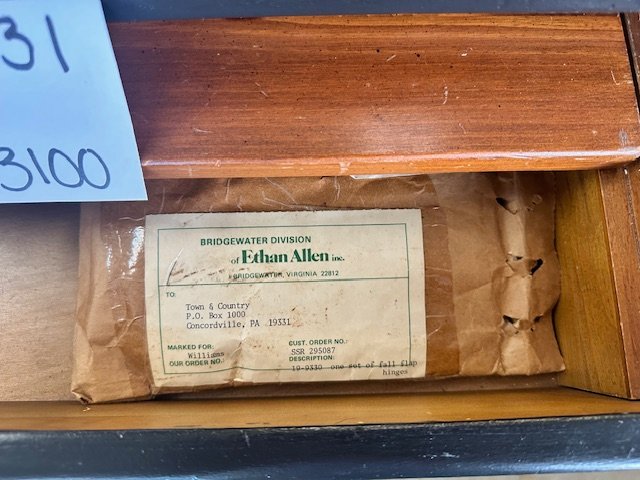 31
3100
BRIDGEWATER DIVISION
of Ethan Allen inc.
BRIDGEWATER, VIRGINIA 22812
TO:
Town & Country
P.O. Box 1000
Concordville, PA 19331
MARKED FOR:
Williams
OUR ORDER NO.:
CUST. ORDER NO.:
SSR 295087
DESCRIPTION:
19-9330 one set of fall flap
hinges